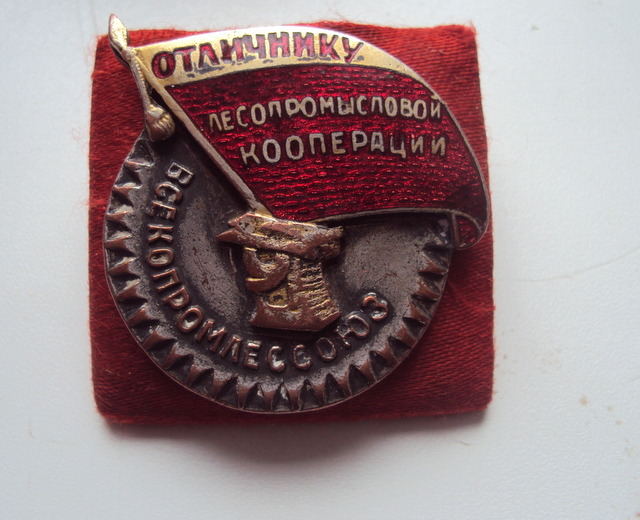 ОТЛИЧНИКУ
ЛЕСОПРОМЫСЛОВОЙ
КООПЕРАЦИИ
ВСЕКОПРОМЛЕССОЮЗ